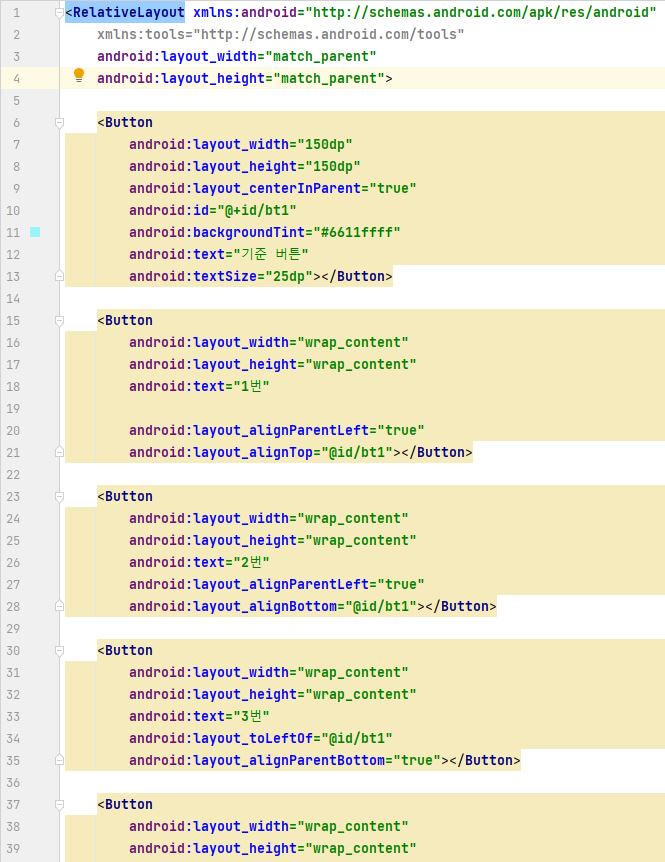 1 <RelativeLayout xmlns:android="http://schemas.android.com/apk/res/android"
2 xmlns:tools="http://schemas.android.com/tools"
3 android:layout_width="match_parent"
4 android:layout_height="match_parent">
5
6 <Button
7 android:layout_width="150dp"
8 android:layout_height="150dp"
9 android:layout_centerInParent="true"
10 android:id="@+id/bt1"
11 android:backgroundTint="#6611ffff"
12 android:text="기준 버튼"
13 android:textSize="25dp"></Button>
14
15 <Button
16 android:layout_width="wrap_content"
17 android:layout_height="wrap_content"
18 android:text="1번"
19
20 android:layout_alignParentLeft="true"
21 android:layout_alignTop="@id/bt1"></Button>
22
23 <Button
24 android:layout_width="wrap_content"
25 android:layout_height="wrap_content"
26 android:text="2번"
27 android:layout_alignParentLeft="true"
28 android:layout_alignBottom="@id/bt1"></Button>
29
30 <Button
31 android:layout_width="wrap_content"
32 android:layout_height="wrap_content"
33 android:text="3번"
34 android:layout_toLeftOf="@id/bt1"
35 android:layout_alignParentBottom="true"></Button>
36
37 <Button
38 android:layout_width="wrap_content"
39 android:layout_height="wrap_content"